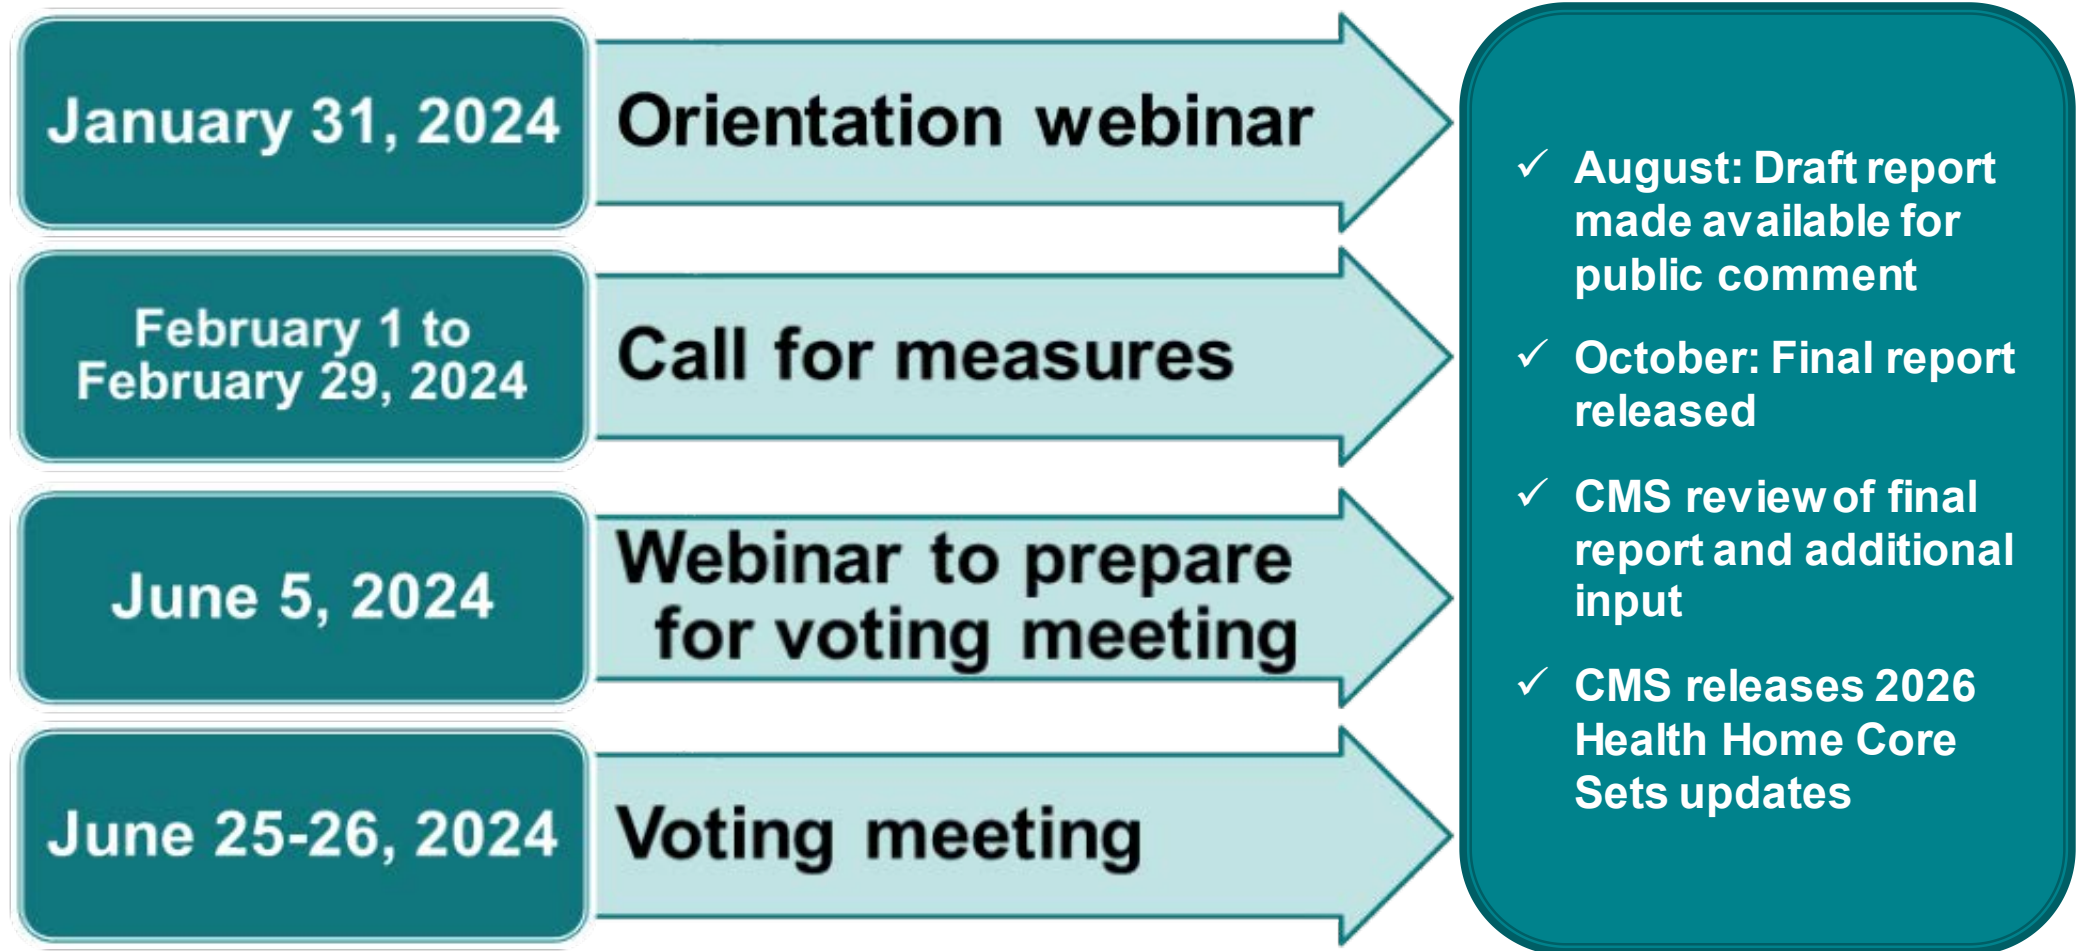 January 31, 2024
Orientation webinar
February 1 to
February 29, 2024
Call for measures
June 5, 2024
Webinar to prepare
for voting meeting
June 25-26, 2024
Voting meeting
✓ August: Draft report
made available for
public comment
✓ October: Final report
released
✓ CMS review of final
report and additional
input
✓ CMS releases 2026
Health Home Core
Sets updates